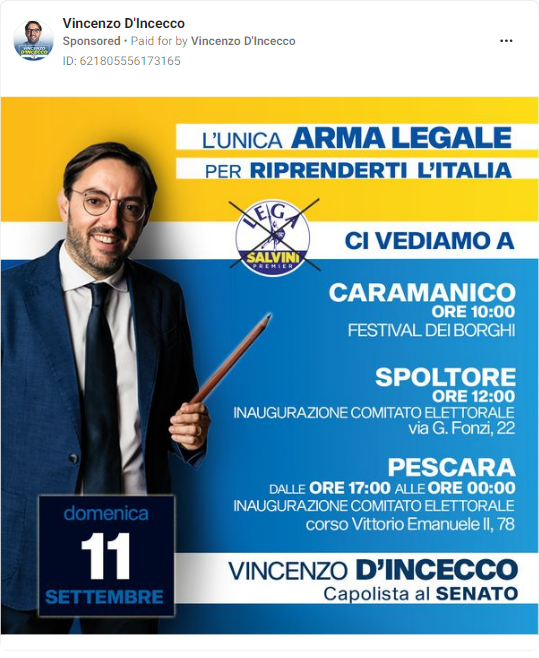 Vincenzo D'Incecco
Sponsored • Paid for by Vincenzo D'Incecco
ID: 621805556173165
L'UNICA ARMA LEGALE
PER RIPRENDERTI L'ITALIA
LEGA
SALVINI
PREMIER
CI VEDIAMO A
CARAMANICO
ORE 10:00
FESTIVAL DEI BORGHI
SPOLTORE
ORE 12:00
INAUGURAZIONE COMITATO ELETTORALE
via G. Fonzi, 22
PESCARA
DALLE ORE 17:00 ALLE ORE 00:00
INAUGURAZIONE COMITATO ELETTORALE
corso Vittorio Emanuele II, 78
domenica
11
SETTEMBRE
VINCENZO D'INCECCO
Capolista al SENATO